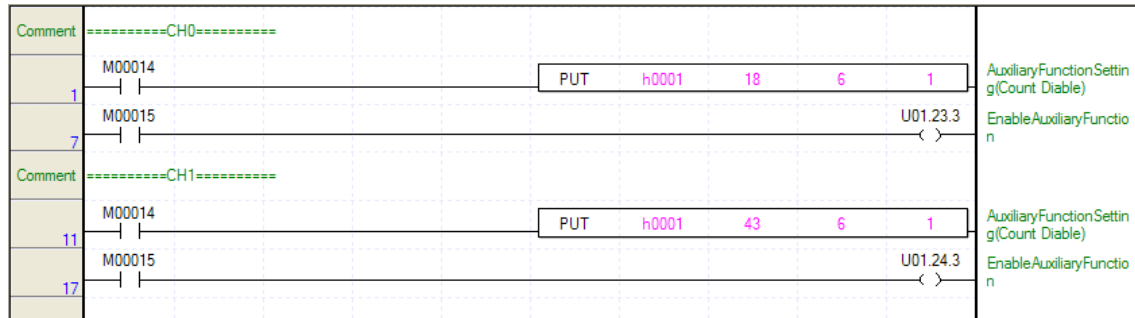 Comment ==========CH0==========
M00014
1 PUT h0001 18 6 1 AuxiliaryFunctionSettin
g(Count Diable)
M00015 U01.23.3
7 EnableAuxiliaryFunctio
n
Comment ==========CH1==========
M00014
11 PUT h0001 43 6 1 AuxiliaryFunctionSettin
g(Count Diable)
M00015 U01.24.3
17 EnableAuxiliaryFunctio
n